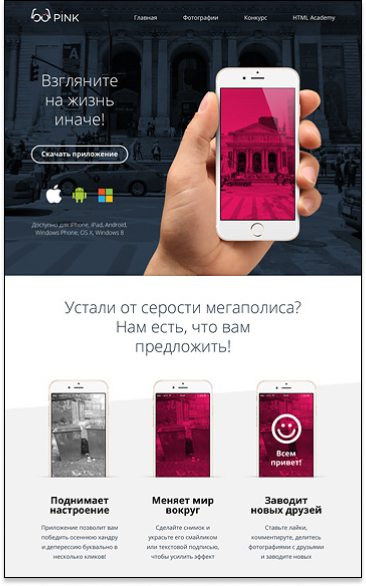 PINK
Главная Фотографии Конкурс HTML Academy
Взгляните
на жизнь
иначе!
Скачать приложение
Доступно для iPhone, iPad, Android,
Windows Phone, OS X, Windows 8
Устали от серости мегаполиса?
Нам есть, что вам
предложить!
Всем
привет!
Поднимает
настроение
Приложение позволит вам
победить осеннюю хандру
и депрессию буквально в
несколько кликов!
Меняет мир
вокруг
Сделайте снимок и
украсьте его смайликом
или текстовой подписью,
чтобы усилить эффект
Заводит
новых друзей
Ставьте лайки,
комментируте, делитесь
фотографиями с друзьями
и заводите новых